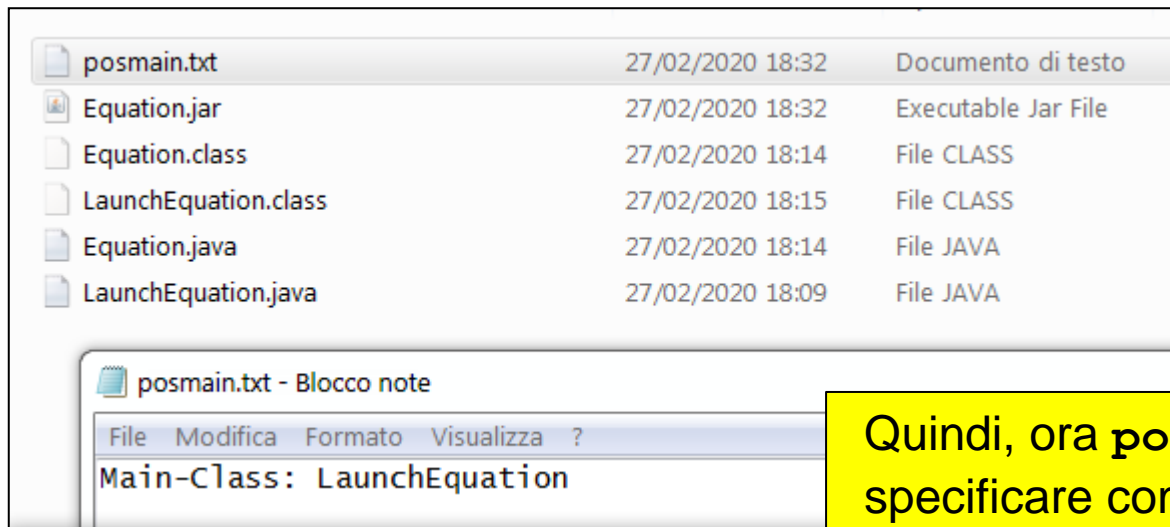 posmain.txt 27/02/2020 18:32 Documento di testo
Equation.jar 27/02/2020 18:32 Executable Jar File
Equation.class 27/02/2020 18:14 File CLASS
LaunchEquation.class 27/02/2020 18:15 File CLASS
Equation.java 27/02/2020 18:14 File JAVA
LaunchEquation.java 27/02/2020 18:09 File JAVA
posmain.txt - Blocco note
File Modifica Formato Visualizza ?
Main-Class: LaunchEquation
Quindi, ora po
specificare